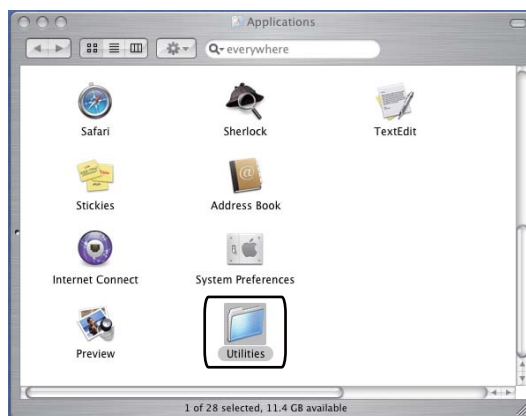 Applications
everywhere
Safari
Sherlock
TextEdit
Stickies
Address Book
Internet Connect
System Preferences
Preview
Utilities
1 of 28 selected, 11.4 GB available